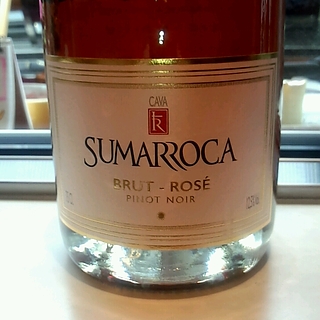 CAVA
SUMARROCA
BRUT - ROSÉ
PINOT NOIR